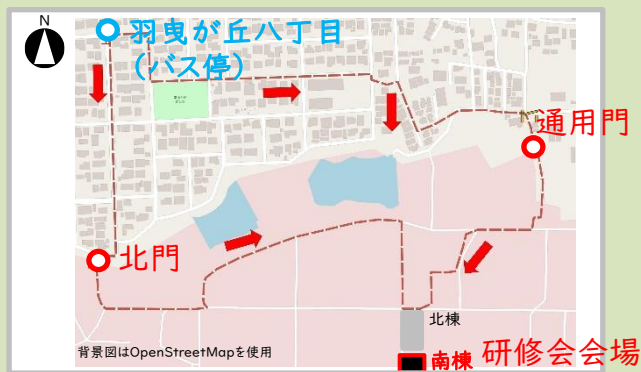 N
羽曳が丘八丁目
(バス停)
通用門
北門
北棟
南棟 研修会会場
背景図はOpenStreetMapを使用